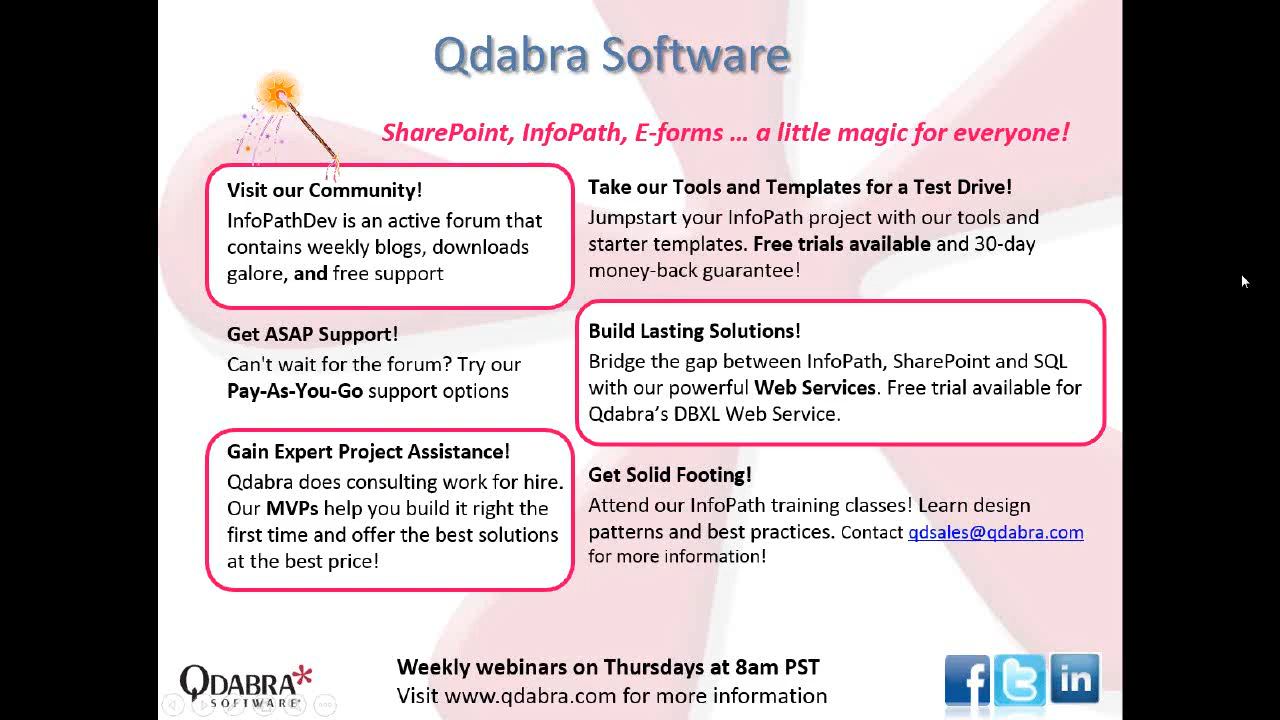 Qdabra Software
SharePoint, InfoPath, E-forms ... a little magic for everyone!
Visit our Community!
InfoPathDev is an active forum that
contains weekly blogs, downloads
galore, and free support
Get ASAP Support!
Can't wait for the forum? Try our
Pay-As-You-Go support options
Gain Expert Project Assistance!
Qdabra does consulting work for hire.
Our MVPs help you build it right the
first time and offer the best solutions
at the best price!
Take our Tools and Templates for a Test Drive!
Jumpstart your InfoPath project with our tools and
starter templates. Free trials available and 30-day
money-back guarantee!
Build Lasting Solutions!
Bridge the gap between InfoPath, SharePoint and SQL
with our powerful Web Services. Free trial available for
Qdabra’s DBXL Web Service.
Get Solid Footing!
Attend our InfoPath training classes! Learn design
patterns and best practices. Contact qdsales@qdabra.com
for more information!
QDABRA
SOFTWARE
Weekly webinars on Thursdays at 8am PST
Visit www.qdabra.com for more information
f
t
in